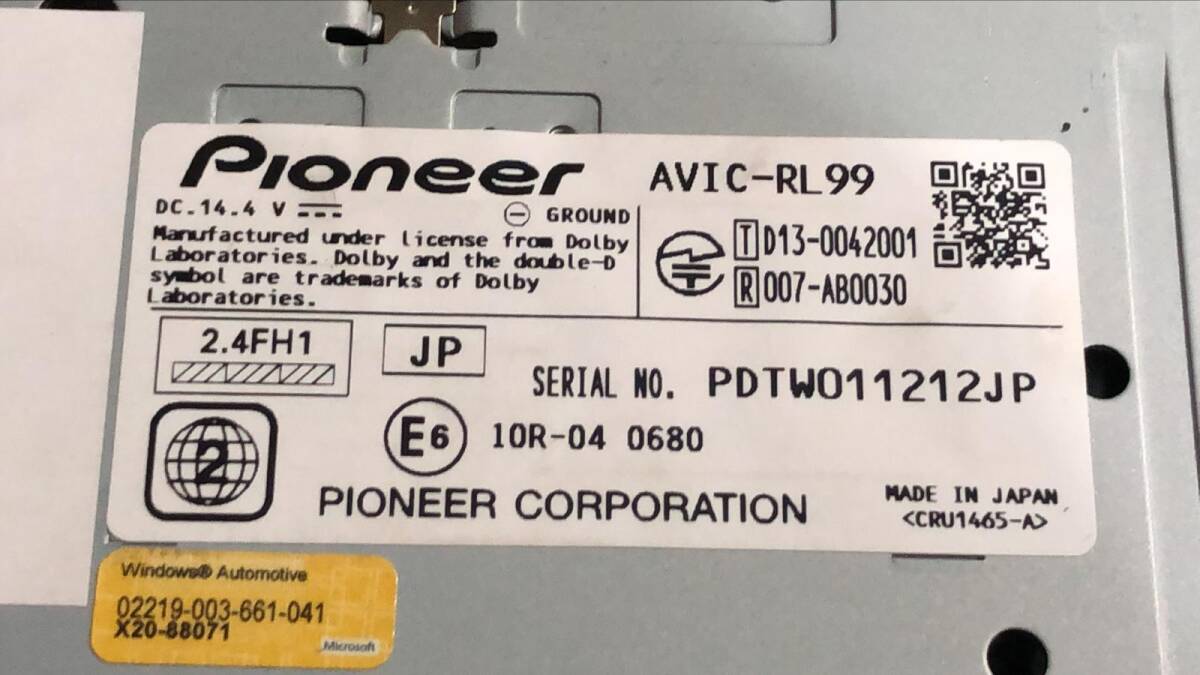 Pioneer
AVIC-RL99
DC.14.4 V
GROUND
Manufactured under license from Dolby
Laboratories. Dolby and the double-D
symbol are trademarks of Dolby
Laboratories.
T D13-0042001
R 007-AB0030
2.4FH1
JP
SERIAL NO. PDTW011212JP
2
E6 10R-04 0680
PIONEER CORPORATION
MADE IN JAPAN
<CRU1465-A>
Windows® Automotive
02219-003-661-041
X20-88071
Microsoft